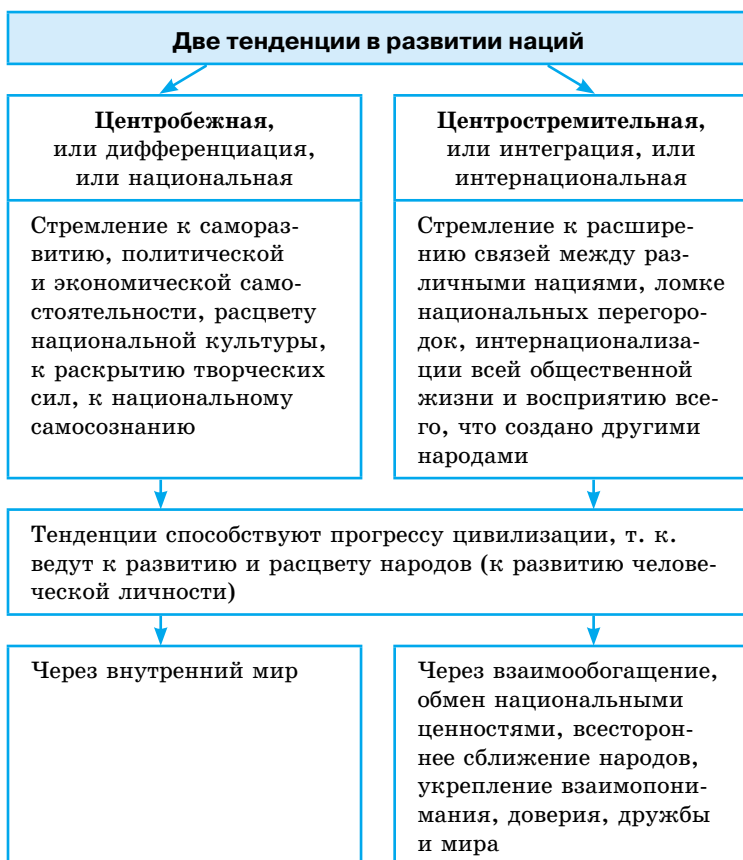 Две тенденции в развитии наций
Центробежная,
или дифференциация,
или национальная
Стремление к самораз-
витию, политической
и экономической само-
стоятельности, расцвету
национальной культуры,
к раскрытию творческих
сил, к национальному
самосознанию
Центростремительная,
или интеграция, или
интернациональная
Стремление к расшире-
нию связей между раз-
личными нациями, ломке
национальных перегоро-
док, интернационализа-
ции всей общественной
жизни и восприятию все-
го, что создано другими
народами
Тенденции способствуют прогрессу цивилизации, т. к.
ведут к развитию и расцвету народов (к развитию челове-
ческой личности)
Через внутренний мир
Через взаимообогащение,
обмен национальными
ценностями, всесторон-
нее сближение народов,
укрепление взаимопони-
мания, доверия, дружбы
и мира